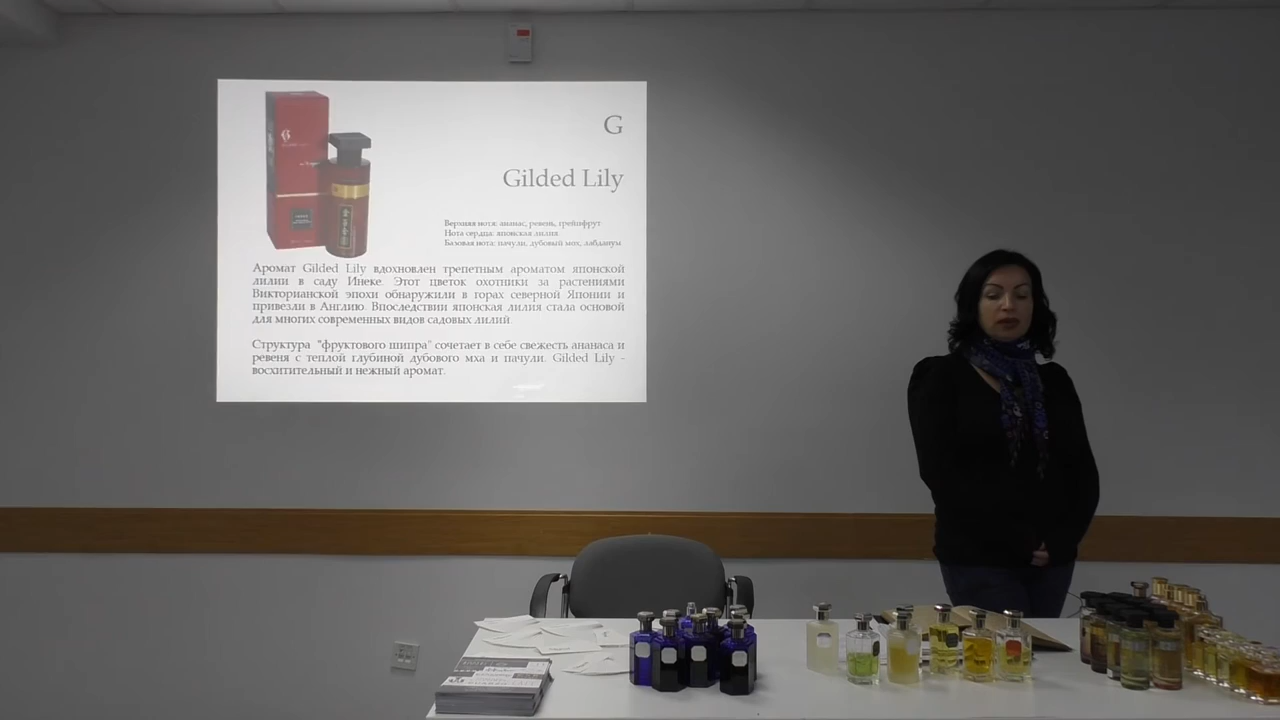 G
Gilded Lily
Верхняя нота: ананас, ревень, грейпфрут
Нота сердца: японская лилия
Базовая нота: пачули, дубовый мох, лабданум
Аромат Gilded Lily вдохновлен трепетным ароматом японской
лилии в саду Инеке. Этот цветок охотники за растениями
Викторианской эпохи обнаружили в горах северной Японии и
привезли в Англию. Впоследствии японская лилия стала основой
для многих современных видов садовых лилий.
Структура "фруктового шипра" сочетает в себе свежесть ананаса и
ревеня с теплой глубиной дубового мха и пачули. Gilded Lily -
восхитительный и нежный аромат.